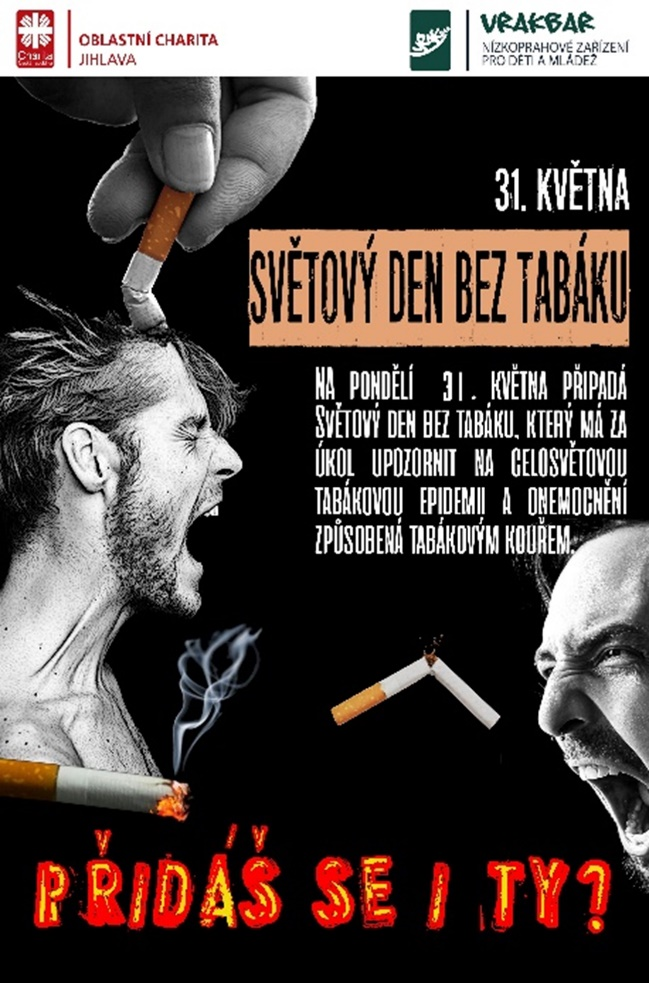 Charita
OBLASTNÍ CHARITA
JIHLAVA
VRAKBAR
NÍZKOPRAHOVÉ ZAŘÍZENÍ
PRO DĚTI A MLÁDEŽ
31. KVĚTNA
SVĚTOVÝ DEN BEZ TABÁKU
NA PONDĚLÍ 31. KVĚTNA PŘIPADÁ
SVĚTOVÝ DEN BEZ TABÁKU, KTERÝ MÁ ZA
ÚKOL UPOZORNIT NA CELOSVĚTOVOU
TABÁKOVOU EPIDEMII A ONEMOCNĚNÍ
ZPŮSOBENÁ TABÁKOVÝM KOUŘEM.
PŘIDÁŠ SE I TY?